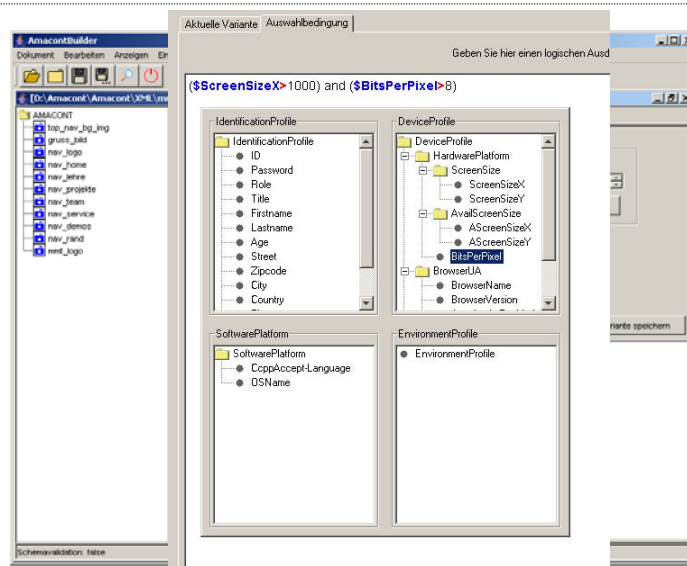 AmacontBuilder
Dokument Bearbeiten Anzeigen
[D:\Amacont\Amacont\XML\
AMACONT
top_nav_bg_img
gruss_bild
nav_logo
nav_home
nav_lehre
nav_projekte
nav_team
nav_service
nav_demos
nav_rand
mmt_logo
Schemavalidation: false
Aktuelle Variante Auswahlbedingung
Geben Sie hier einen logischen Ausd
($ScreenSizeX>1000) and ($BitsPerPixel>8)
IdentificationProfile
IdentificationProfile
ID
Password
Role
Title
Firstname
Lastname
Age
Street
Zipcode
City
Country
DeviceProfile
DeviceProfile
HardwarePlatform
ScreenSize
ScreenSizeX
ScreenSizeY
AvailScreenSize
AScreenSizeX
AScreenSizeY
BitsPerPixel
BrowserUA
BrowserName
BrowserVersion
SoftwarePlatform
SoftwarePlatform
CcppAccept-Language
OSName
EnvironmentProfile
EnvironmentProfile
riante speichern